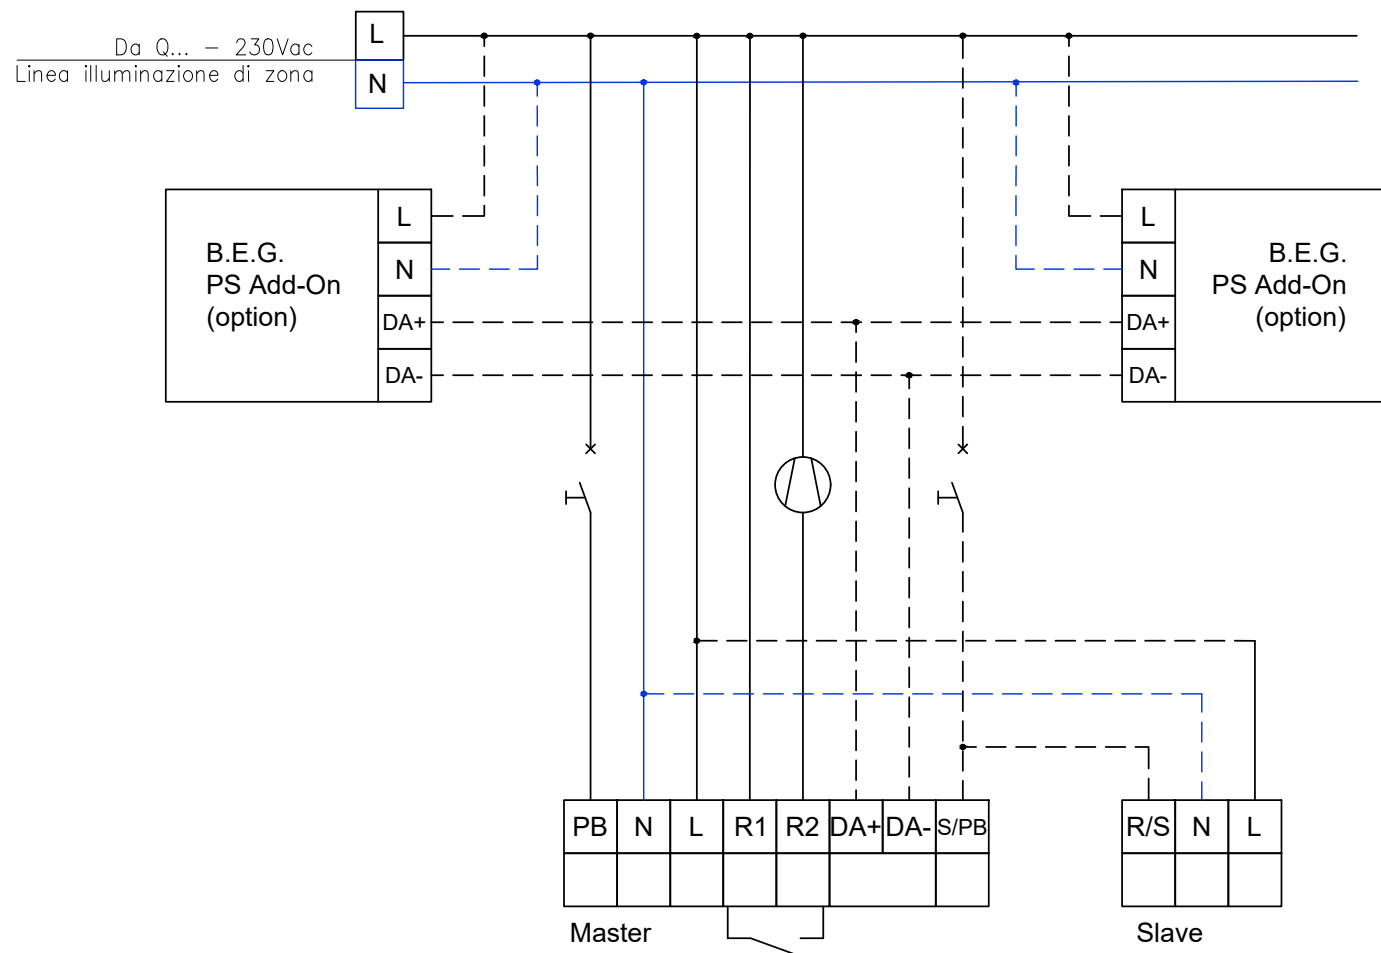 L
Da Q... - 230Vac
Linea illuminazione di zona
N
B.E.G.
PS Add-On
(option)
L
N
DA+
DA-
L
N
DA+
DA-
B.E.G.
PS Add-On
(option)
PB N L R1 R2 DA+ DA- S/PB
R/S N L
Master
Slave